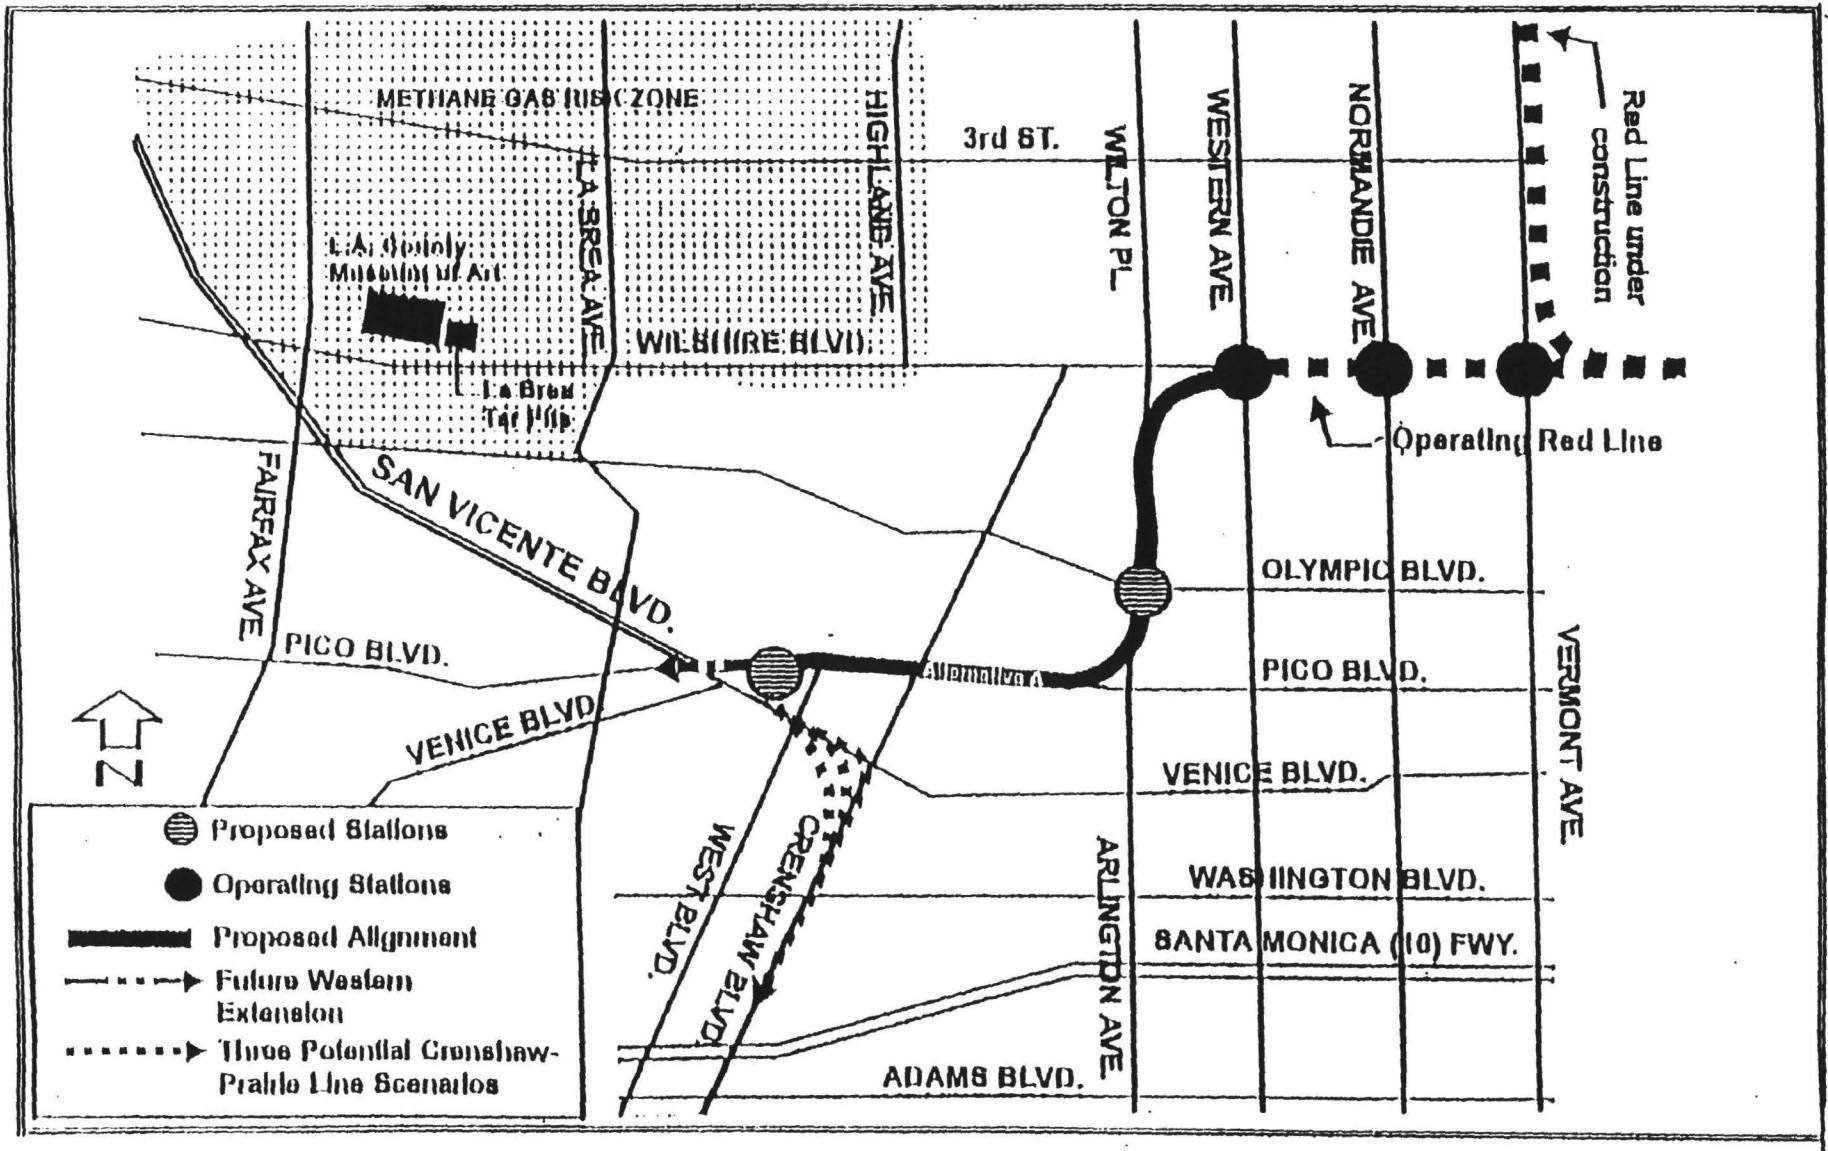 METHANE GAS RISK ZONE
3rd ST.
HIGHLAND AVE
WILTON PL.
WESTERN AVE.
NORMANDIE AVE.
Red Line under
construction
LA BREA AVE
L.A. County
Museum of Art
WILSHIRE BLVD.
La Brea
Tar Pits
Operating Red Line
FAIRFAX AVE.
SAN VICENTE BLVD.
OLYMPIC BLVD.
PICO BLVD.
Alternative A
PICO BLVD.
VERMONT AVE.
VENICE BLVD.
VENICE BLVD.
N
WEST BLVD.
CRENSHAW BLVD.
ARLINGTON AVE.
WASHINGTON BLVD.
SANTA MONICA (10) FWY.
ADAMS BLVD.
Proposed Stations
Operating Stations
Proposed Alignment
Future Western
Extension
Three Potential Crenshaw-
Prairie Line Scenarios